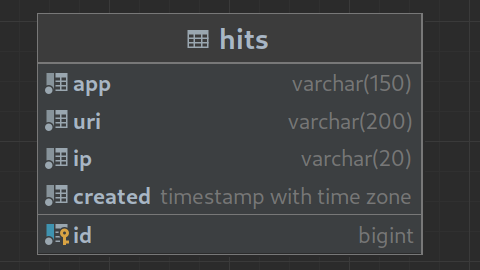 hits
app varchar(150)
uri varchar(200)
ip varchar(20)
created timestamp with time zone
id bigint